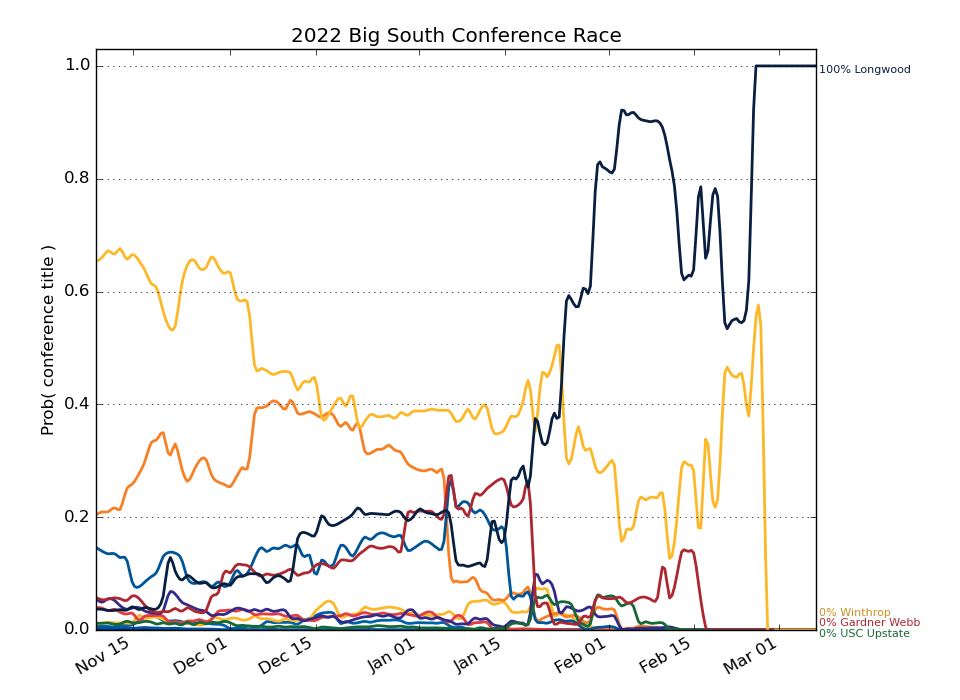 2022 Big South Conference Race
Prob( conference title )
1.0
0.8
0.6
0.4
0.2
0.0
100% Longwood
0% Winthrop
0% Gardner Webb
0% USC Upstate
Nov 15
Dec 01
Dec 15
Jan 01
Jan 15
Feb 01
Feb 15
Mar 01